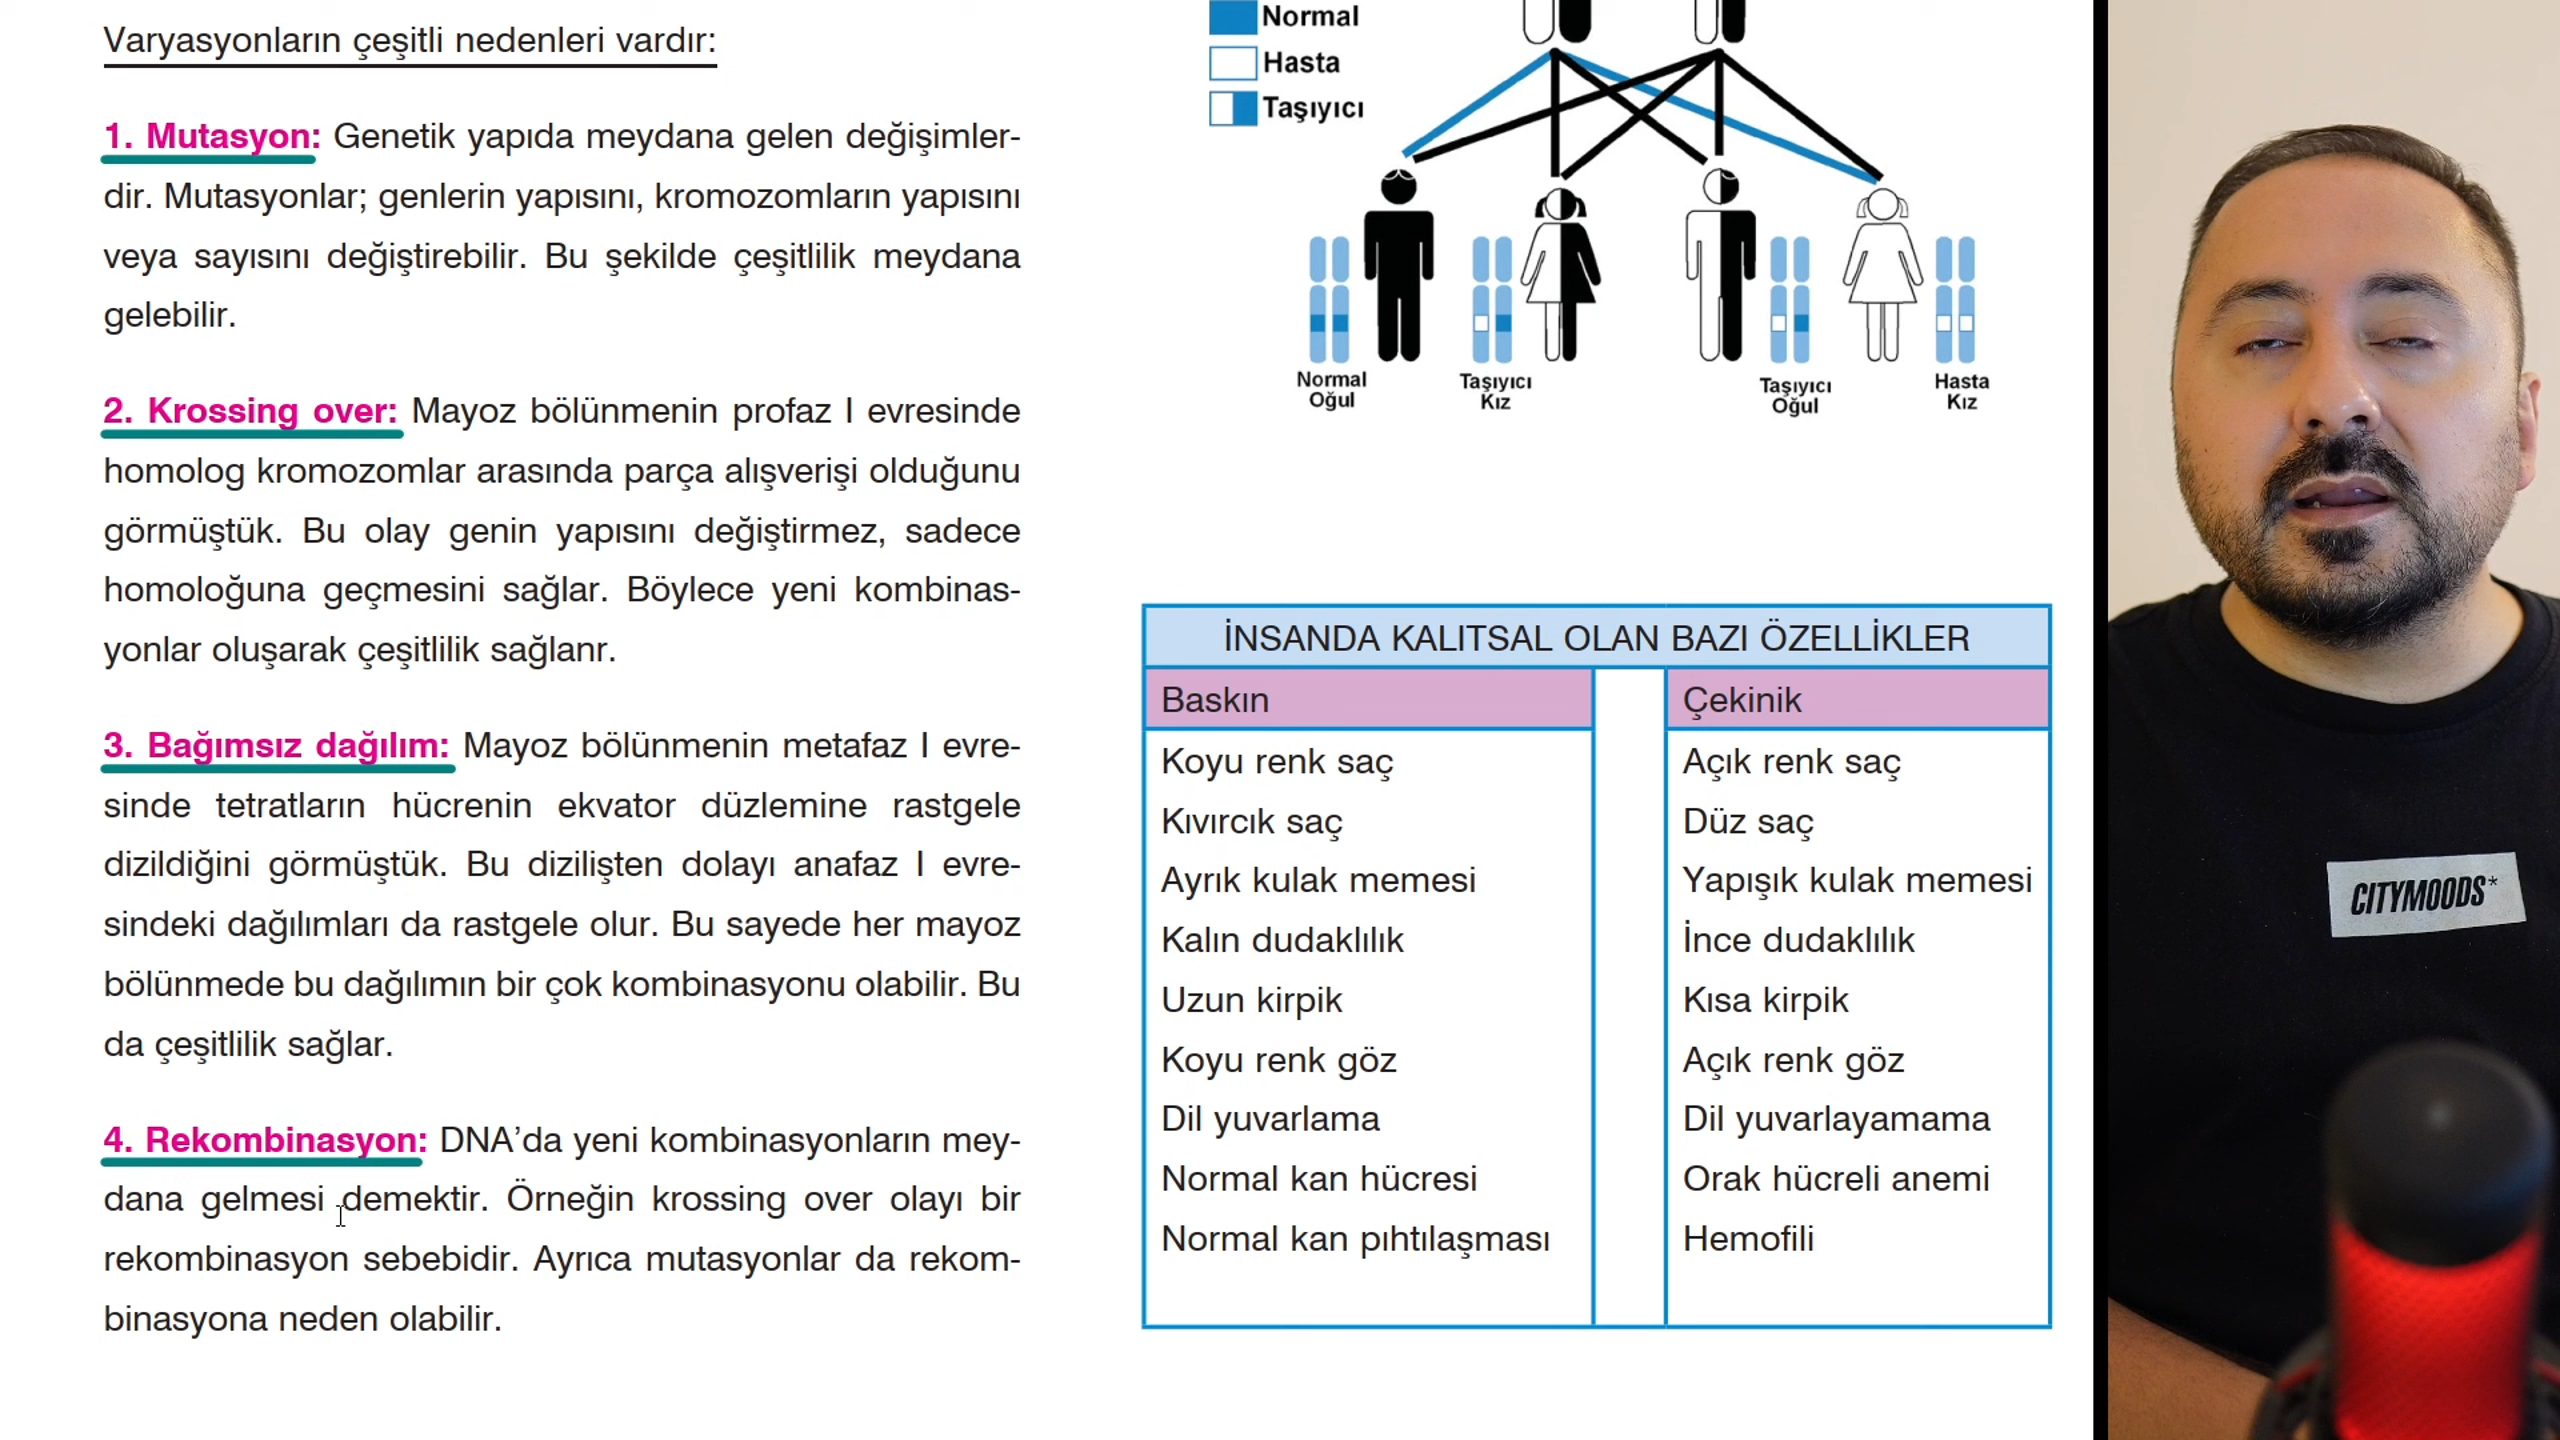 Varyasyonların çeşitli nedenleri vardır:
1. Mutasyon: Genetik yapıda meydana gelen değişimler-
dir. Mutasyonlar; genlerin yapısını, kromozomların yapısını
veya sayısını değiştirebilir. Bu şekilde çeşitlilik meydana
gelebilir.
2. Krossing over: Mayoz bölünmenin profaz I evresinde
homolog kromozomlar arasında parça alışverişi olduğunu
görmüştük. Bu olay genin yapısını değiştirmez, sadece
homoloğuna geçmesini sağlar. Böylece yeni kombinas-
yonlar oluşarak çeşitlilik sağlanr.
3. Bağımsız dağılım: Mayoz bölünmenin metafaz I evre-
sinde tetratların hücrenin ekvator düzlemine rastgele
dizildiğini görmüştük. Bu dizilişten dolayı anafaz I evre-
sindeki dağılımları da rastgele olur. Bu sayede her mayoz
bölünmede bu dağılımın bir çok kombinasyonu olabilir. Bu
da çeşitlilik sağlar.
4. Rekombinasyon: DNA’da yeni kombinasyonların mey-
dana gelmesi demektir. Örneğin krossing over olayı bir
rekombinasyon sebebidir. Ayrıca mutasyonlar da rekom-
binasyona neden olabilir.
Normal
Hasta
Taşıyıcı
Normal
Oğul
Taşıyıcı
Kız
Taşıyıcı
Oğul
Hasta
Kız
İNSANDA KALITSAL OLAN BAZI ÖZELLİKLER
Baskın Çekinik
Koyu renk saç Açık renk saç
Kıvırcık saç Düz saç
Ayrık kulak memesi Yapışık kulak memesi
Kalın dudaklılık İnce dudaklılık
Uzun kirpik Kısa kirpik
Koyu renk göz Açık renk göz
Dil yuvarlama Dil yuvarlayamama
Normal kan hücresi Orak hücreli anemi
Normal kan pıhtılaşması Hemofili
CITYMOODS*